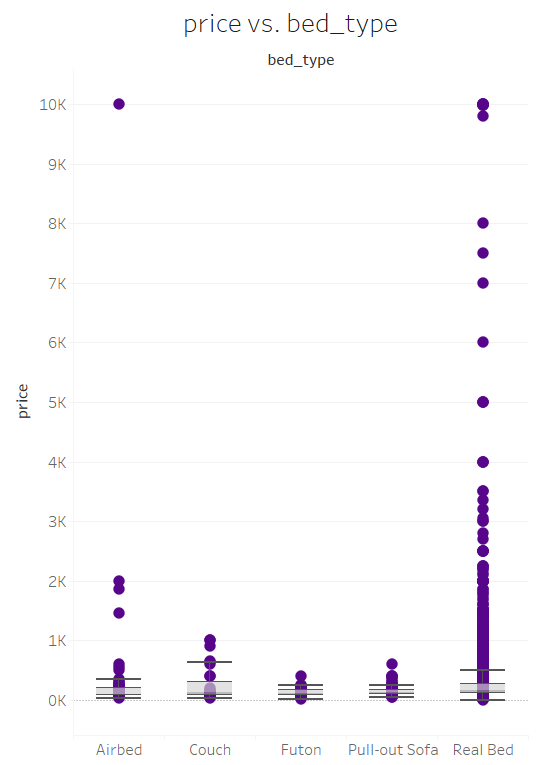 price vs. bed_type
bed_type
10K
9K
8K
7K
6K
5K
4K
3K
2K
1K
0K
price
Airbed Couch Futon Pull-out Sofa Real Bed